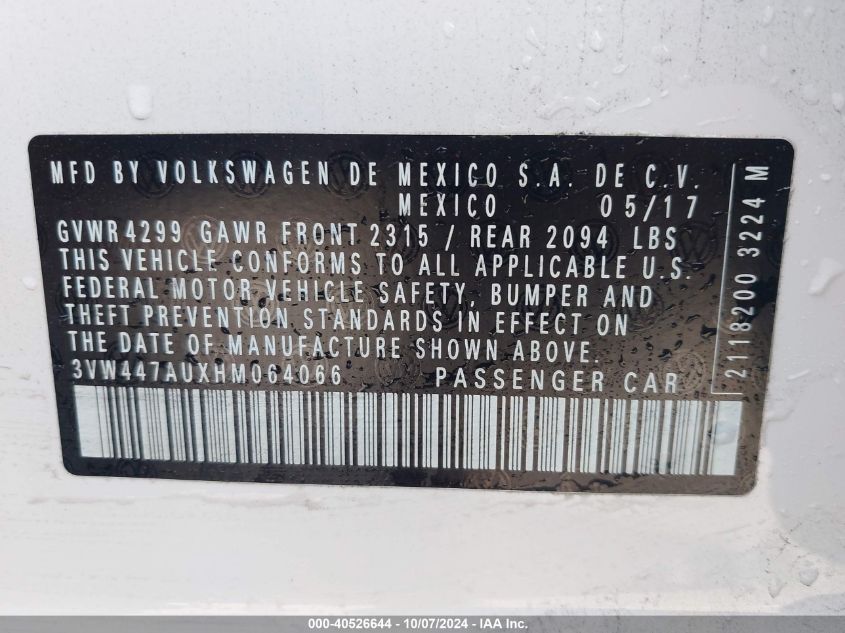 MFD BY VOLKSWAGEN DE MEXICO S.A. DE C.V.
MEXICO 05/17
GVWR 4299 GAWR FRONT 2315 / REAR 2094 LBS
THIS VEHICLE CONFORMS TO ALL APPLICABLE U.S.
FEDERAL MOTOR VEHICLE SAFETY, BUMPER AND
THEFT PREVENTION STANDARDS IN EFFECT ON
THE DATE OF MANUFACTURE SHOWN ABOVE.
3VW447AUXHM064066 PASSENGER CAR
2118200 3224 M
000-40526644 - 10/07/2024 - IAA Inc.